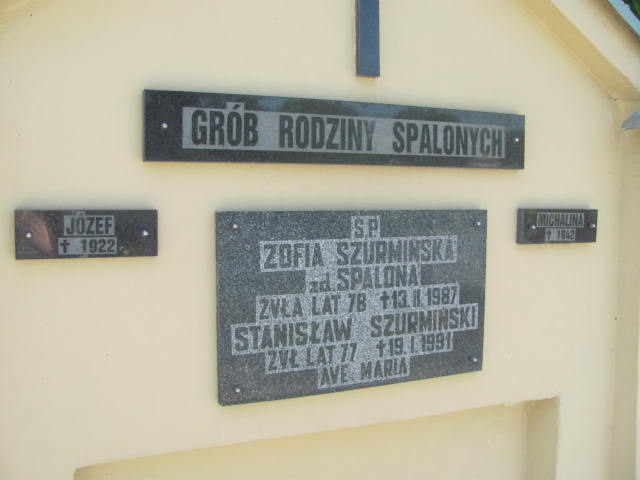 GRÓB RODZINY SPALONYCH
JÓZEF
† 1922
MICHALINA
† 1942
Ś.P.
ZOFIA SZURMIŃSKA
zd. SPALONA
ŻYŁA LAT 78 † 13. II. 1987
STANISŁAW SZURMIŃSKI
ŻYŁ LAT 77 † 19. I. 1991
AVE MARIA